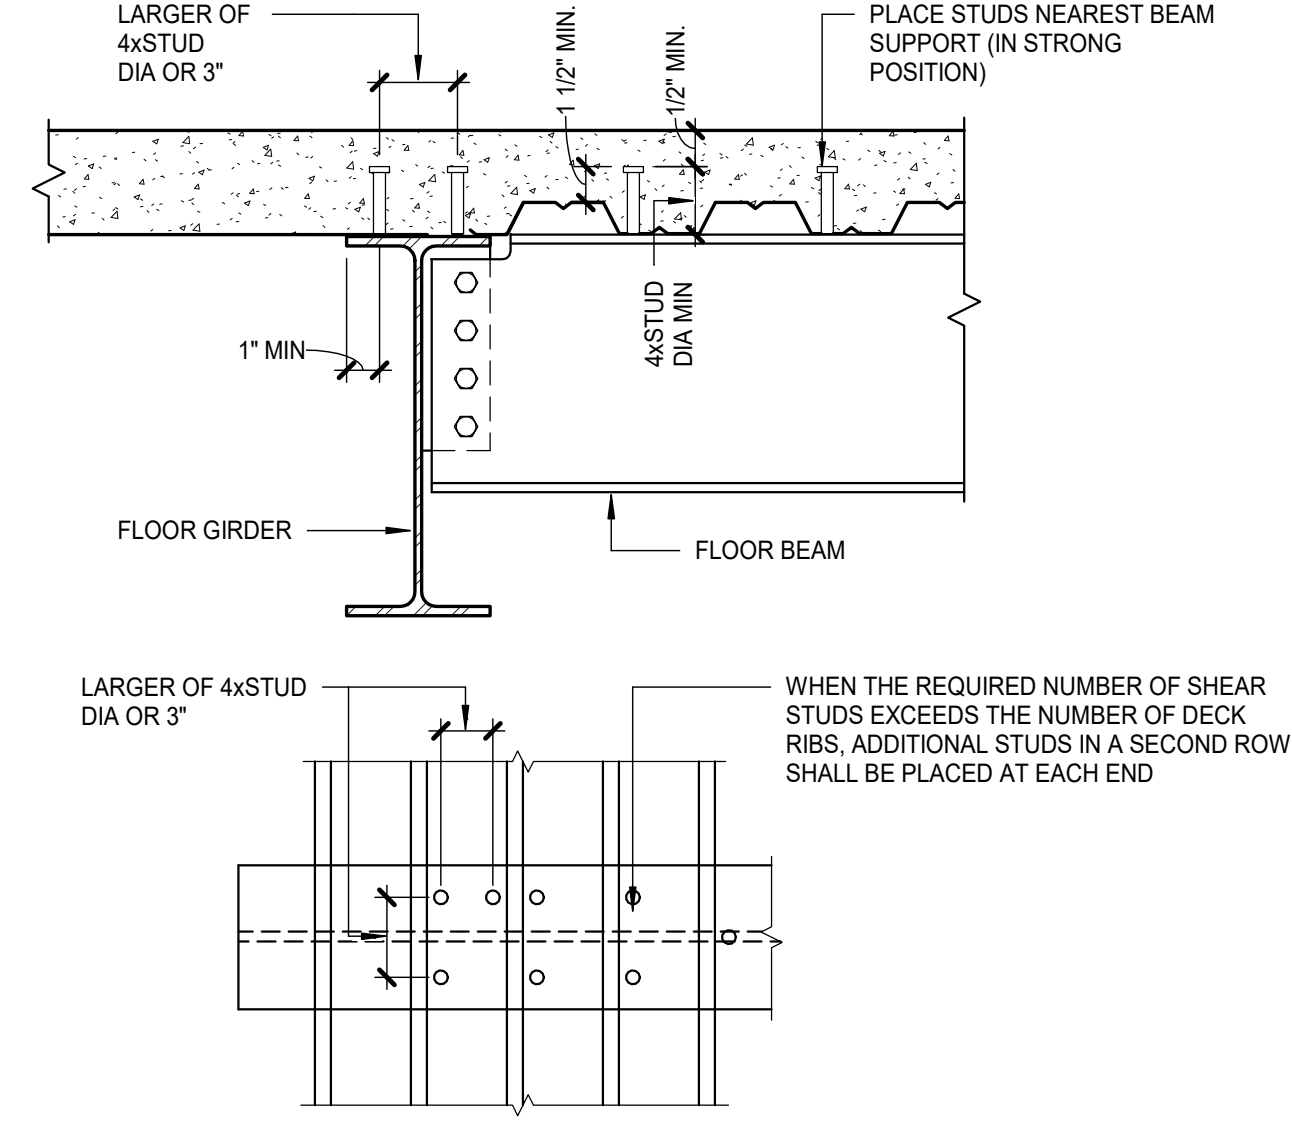 LARGER OF
4xSTUD
DIA OR 3"
1 1/2" MIN.
1/2" MIN.
PLACE STUDS NEAREST BEAM
SUPPORT (IN STRONG
POSITION)
4xSTUD
DIA MIN
1" MIN
FLOOR GIRDER
FLOOR BEAM
LARGER OF 4xSTUD
DIA OR 3"
WHEN THE REQUIRED NUMBER OF SHEAR
STUDS EXCEEDS THE NUMBER OF DECK
RIBS, ADDITIONAL STUDS IN A SECOND ROW
SHALL BE PLACED AT EACH END